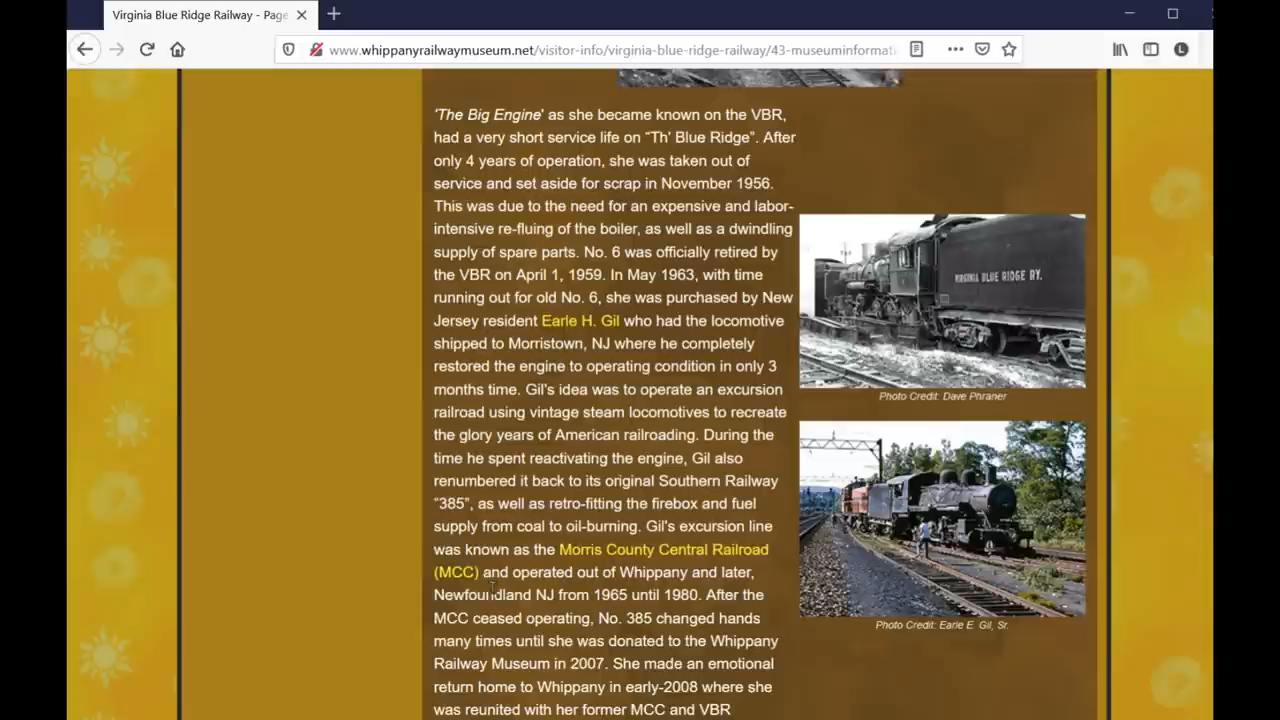 Virginia Blue Ridge Railway - Page
www.whippanyrailwaymuseum.net/visitor-info/virginia-blue-ridge-railway/43-museuminformati
'The Big Engine' as she became known on the VBR,
had a very short service life on “Th' Blue Ridge”. After
only 4 years of operation, she was taken out of
service and set aside for scrap in November 1956.
This was due to the need for an expensive and labor-
intensive re-fluing of the boiler, as well as a dwindling
supply of spare parts. No. 6 was officially retired by
the VBR on April 1, 1959. In May 1963, with time
running out for old No. 6, she was purchased by New
Jersey resident Earle H. Gil who had the locomotive
shipped to Morristown, NJ where he completely
restored the engine to operating condition in only 3
months time. Gil's idea was to operate an excursion
railroad using vintage steam locomotives to recreate
the glory years of American railroading. During the
time he spent reactivating the engine, Gil also
renumbered it back to its original Southern Railway
“385”, as well as retro-fitting the firebox and fuel
supply from coal to oil-burning. Gil's excursion line
was known as the Morris County Central Railroad
(MCC) and operated out of Whippany and later,
Newfoundland NJ from 1965 until 1980. After the
MCC ceased operating, No. 385 changed hands
many times until she was donated to the Whippany
Railway Museum in 2007. She made an emotional
return home to Whippany in early-2008 where she
was reunited with her former MCC and VBR
VIRGINIA BLUE RIDGE RY.
Photo Credit: Dave Phraner
Photo Credit: Earle E. Gil, Sr.
L